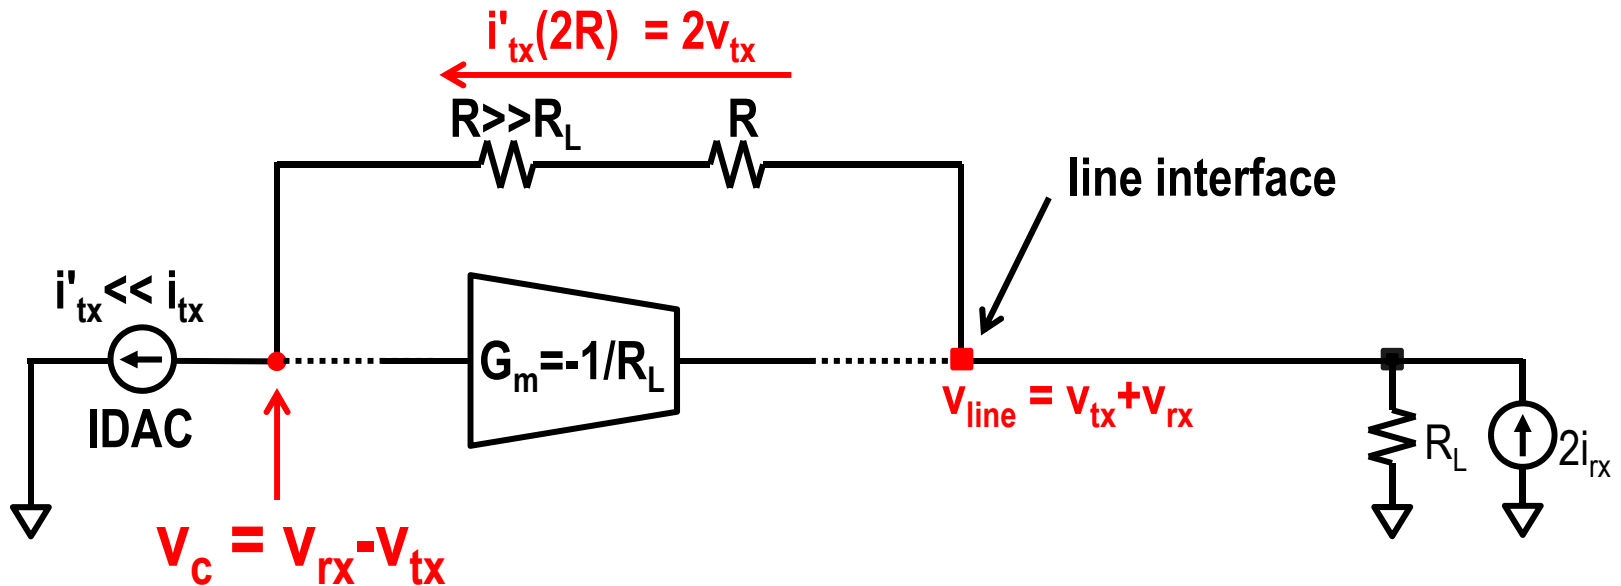 i'tx(2R) = 2vtx
R>>RL
R
line interface
i'tx<< itx
IDAC
Gm=-1/RL
vline = vtx+vrx
RL
2irx
vc = vrx-vtx